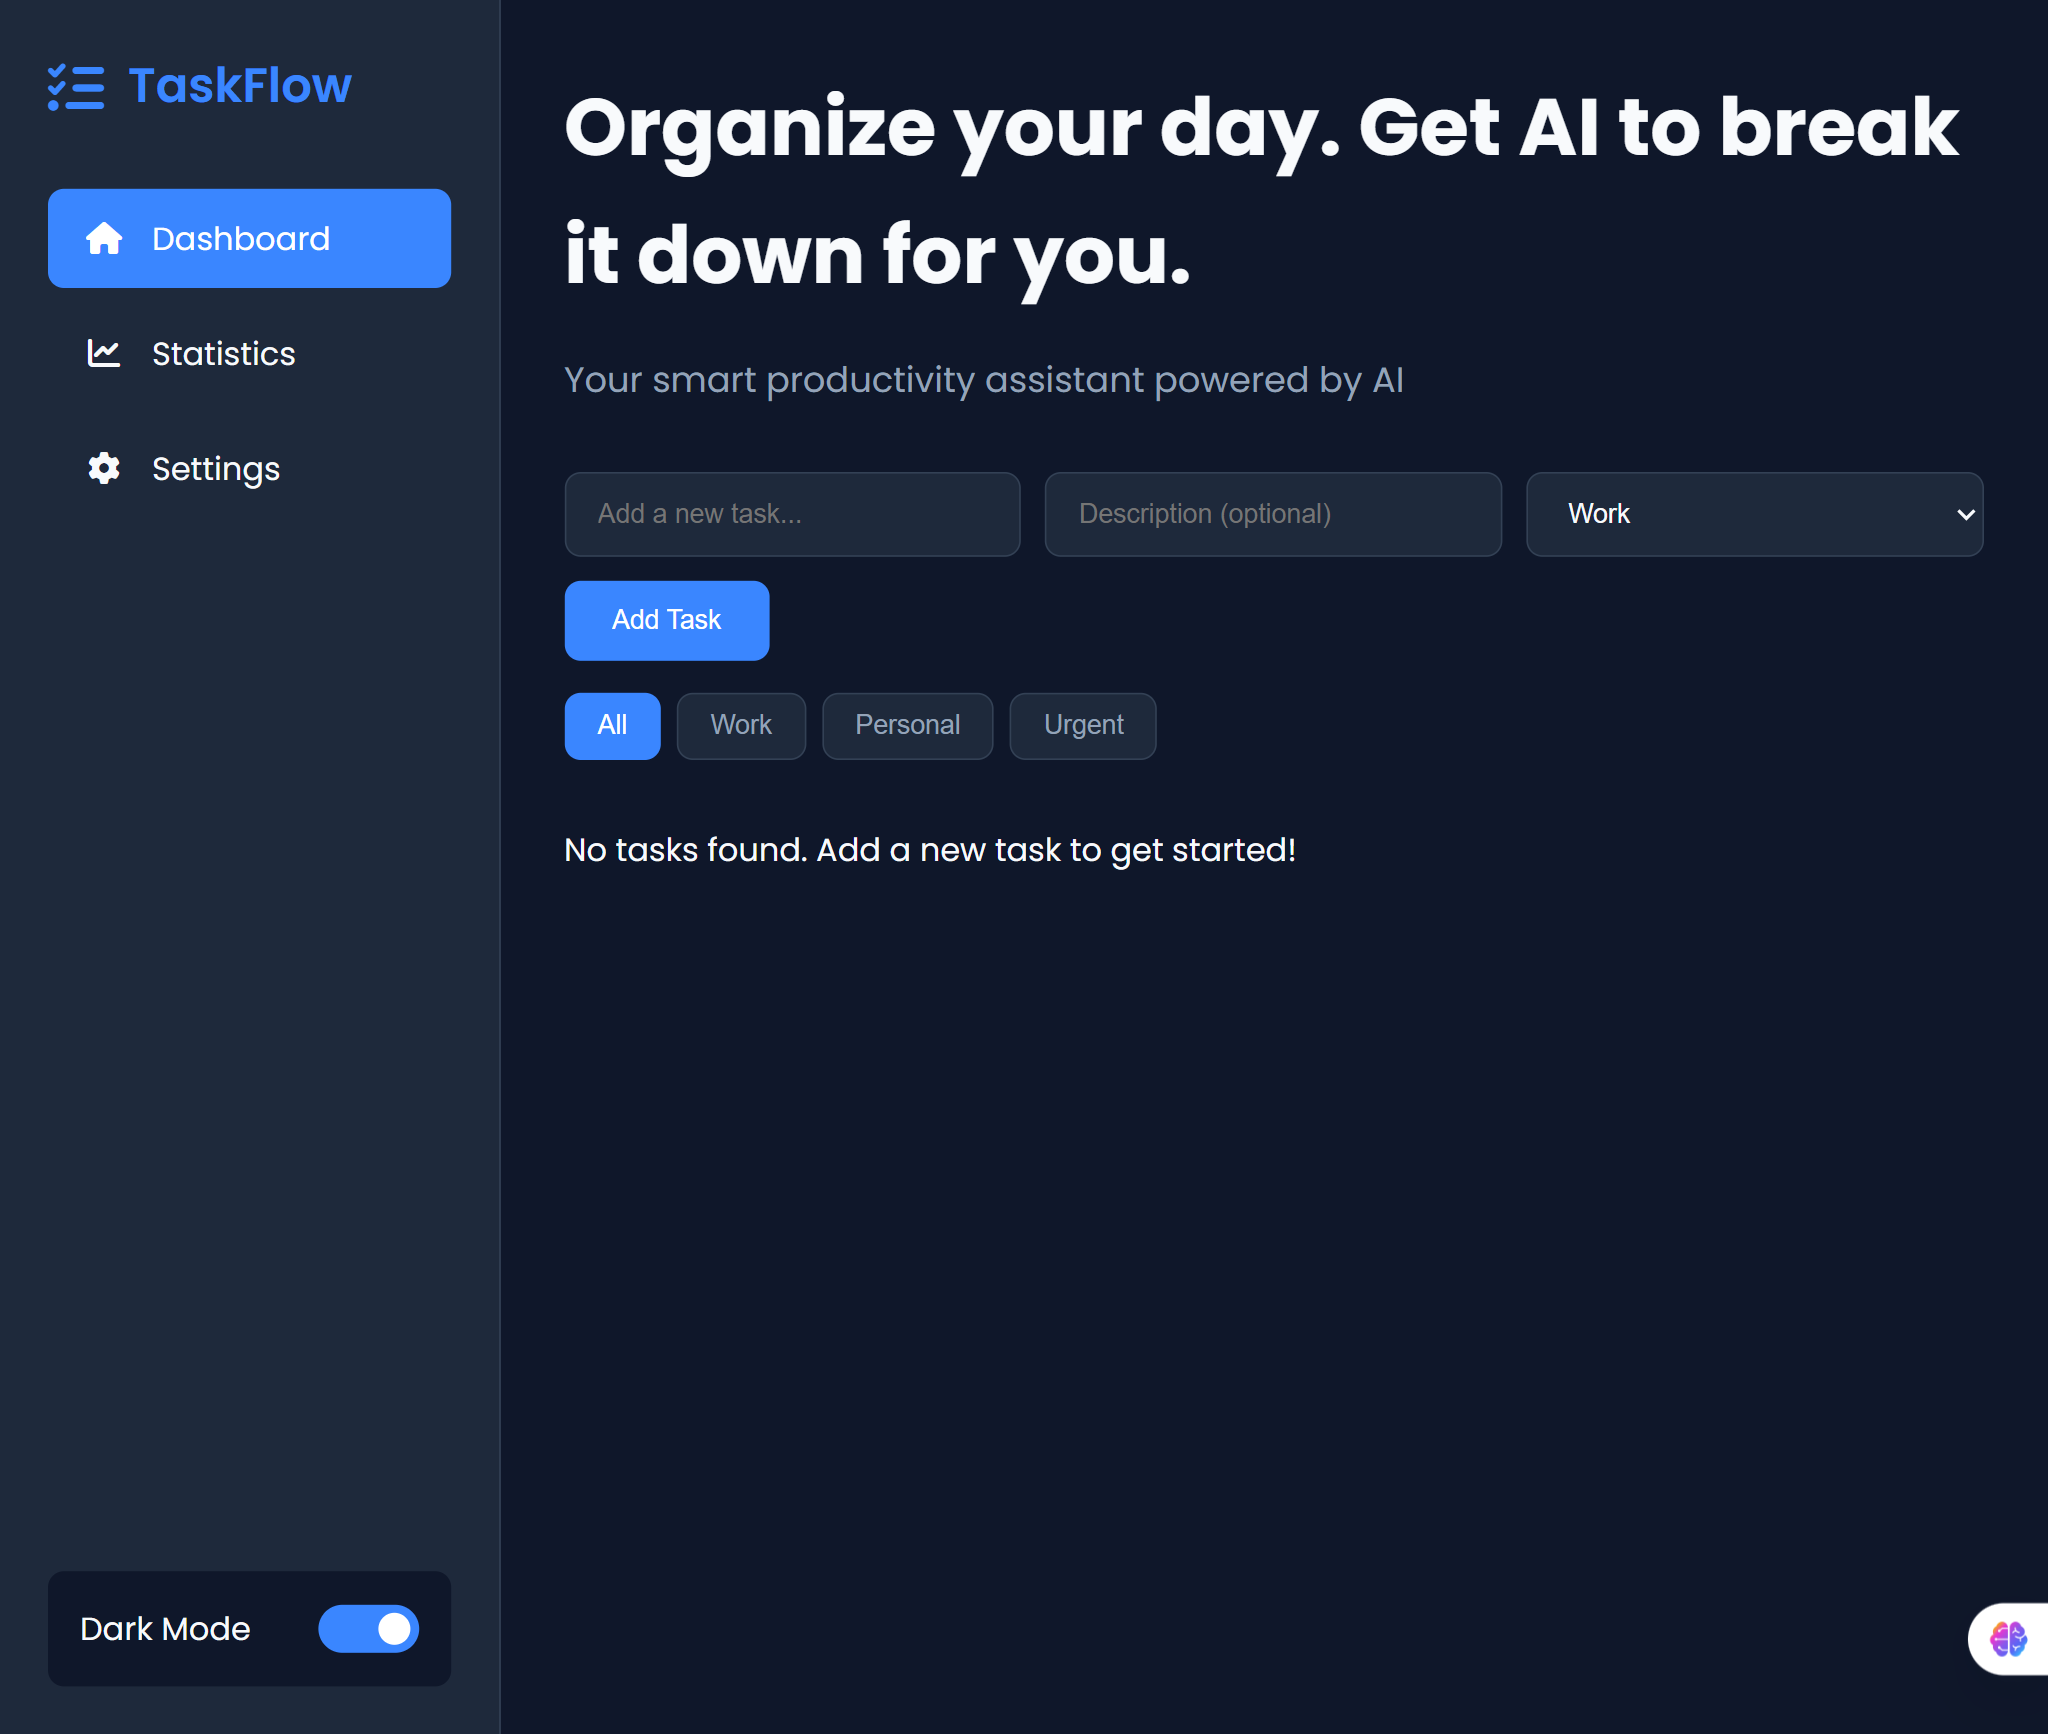 TaskFlow
Dashboard
Statistics
Settings
Dark Mode
Organize your day. Get AI to break
it down for you.
Your smart productivity assistant powered by AI
Add a new task...
Description (optional)
Work
Add Task
All
Work
Personal
Urgent
No tasks found. Add a new task to get started!